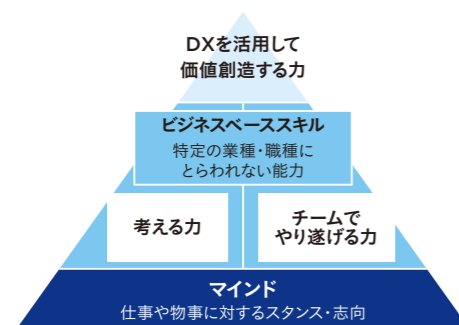 DXを活用して
価値創造する力
ビジネスベーススキル
特定の業種・職種に
とらわれない能力
考える力
チームで
やり遂げる力
マインド
仕事や物事に対するスタンス・志向